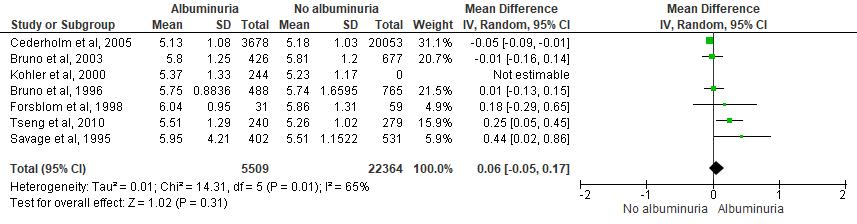 Albuminuria No albuminuria Mean Difference Mean Difference
Study or Subgroup Mean SD Total Mean SD Total Weight IV, Random, 95% CI IV, Random, 95% CI
Cederholm et al, 2005 5.13 1.08 3678 5.18 1.03 20053 31.1% -0.05 [-0.09, -0.01]
Bruno et al, 2003 5.8 1.25 426 5.81 1.2 677 20.7% -0.01 [-0.16, 0.14]
Kohler et al, 2000 5.37 1.33 244 5.23 1.17 0 Not estimable
Bruno et al, 1996 5.75 0.8836 488 5.74 1.6595 765 21.5% 0.01 [-0.13, 0.15]
Forsblom et al, 1998 6.04 0.95 31 5.86 1.31 59 4.9% 0.18 [-0.29, 0.65]
Tseng et al, 2010 5.51 1.29 240 5.26 1.02 279 15.9% 0.25 [0.05, 0.45]
Savage et al, 1995 5.95 4.21 402 5.51 1.1522 531 5.9% 0.44 [0.02, 0.86]
Total (95% CI) 5509 22364 100.0% 0.06 [-0.05, 0.17]
Heterogeneity: Tau² = 0.01; Chi² = 14.31, df = 5 (P = 0.01); I² = 65%
Test for overall effect: Z = 1.02 (P = 0.31)
-2 -1 0 1 2
No albuminuria Albuminuria